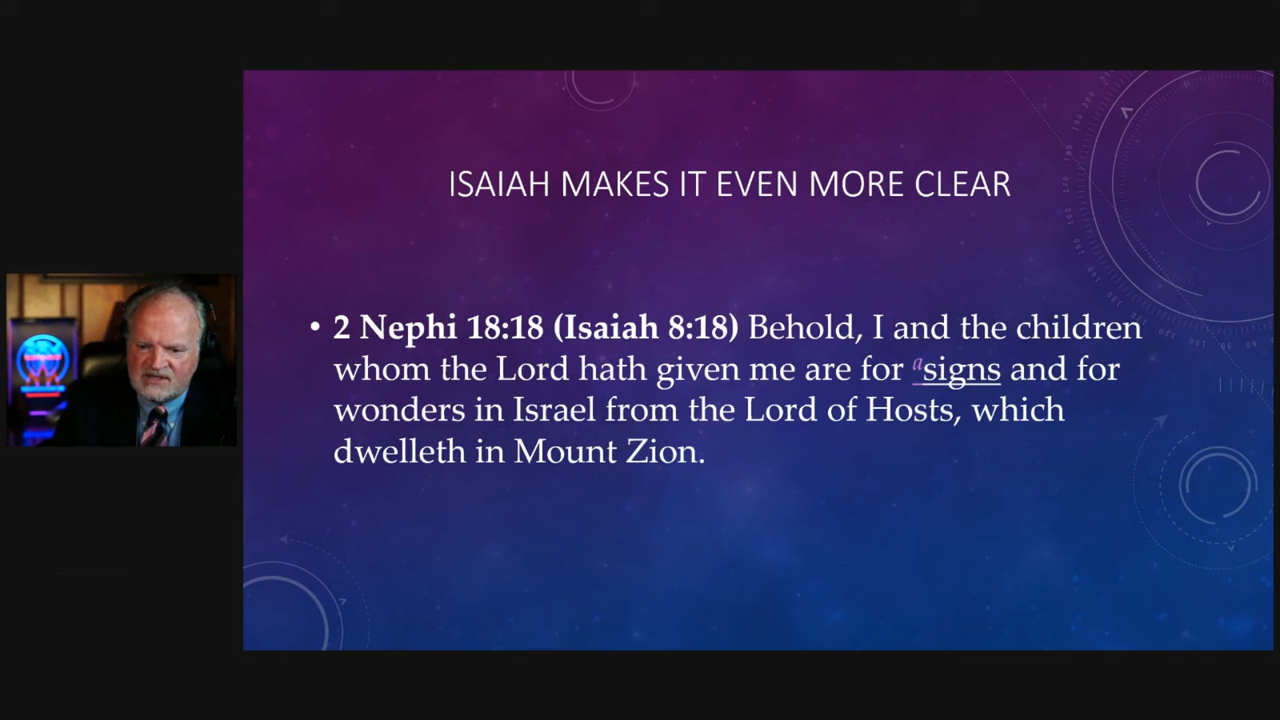 ISAIAH MAKES IT EVEN MORE CLEAR
• 2 Nephi 18:18 (Isaiah 8:18) Behold, I and the children
whom the Lord hath given me are for ᵃsigns and for
wonders in Israel from the Lord of Hosts, which
dwelleth in Mount Zion.